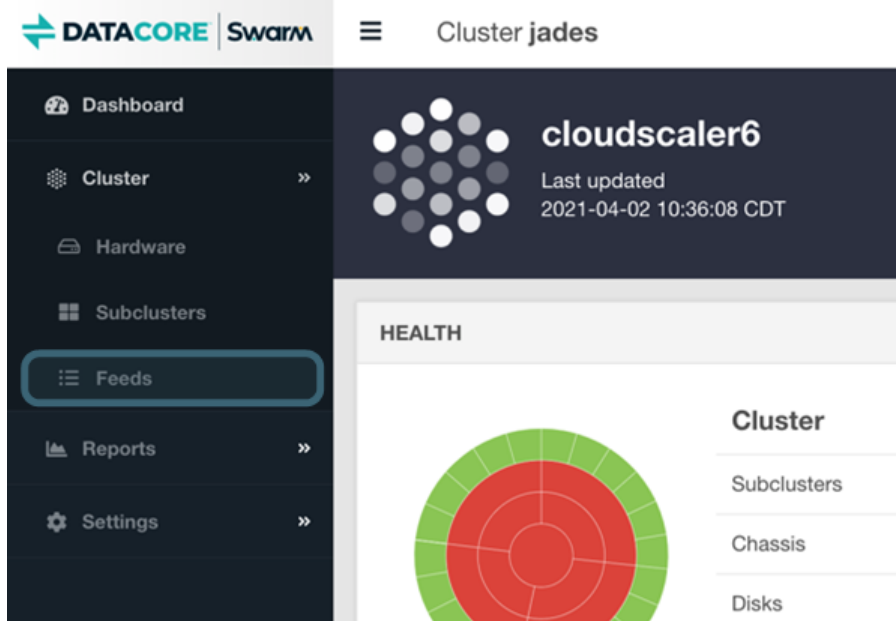 DATACORE Swarm
Cluster jades
Dashboard
Cluster »
Hardware
Subclusters
Feeds
Reports »
Settings »
cloudscaler6
Last updated
2021-04-02 10:36:08 CDT
HEALTH
Cluster
Subclusters
Chassis
Disks